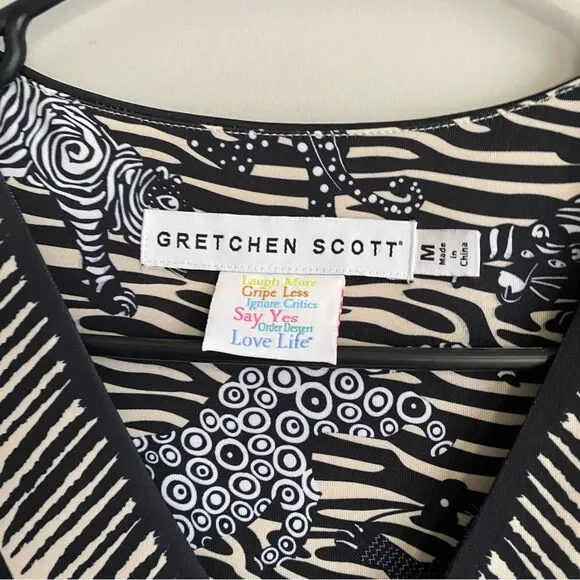 GRETCHEN SCOTT®
M
Made
in
China
Laugh More
Gripe Less
Ignore Critics
Say Yes
Order Dessert
Love Life®